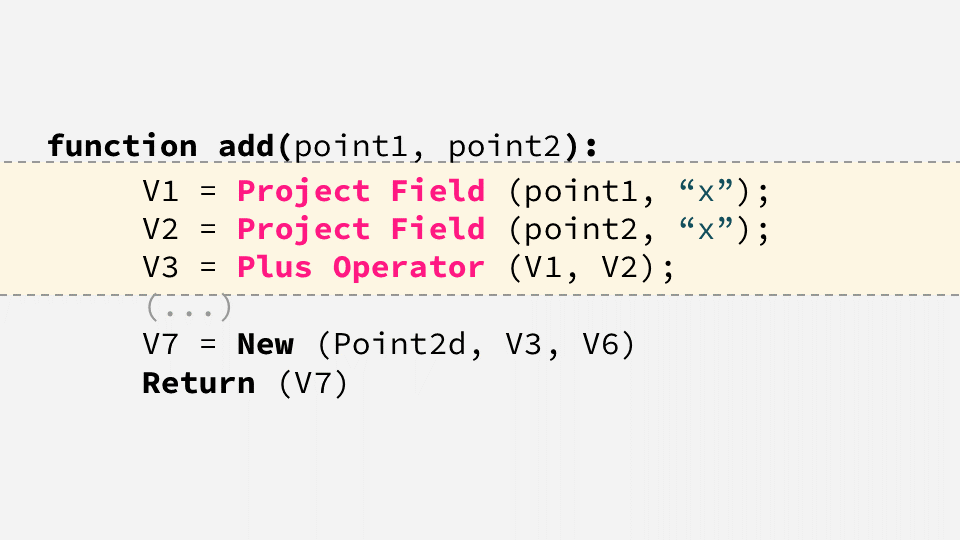 function add(point1, point2):
V1 = Project Field (point1, “x”);
V2 = Project Field (point2, “x”);
V3 = Plus Operator (V1, V2);
(...)
V7 = New (Point2d, V3, V6)
Return (V7)